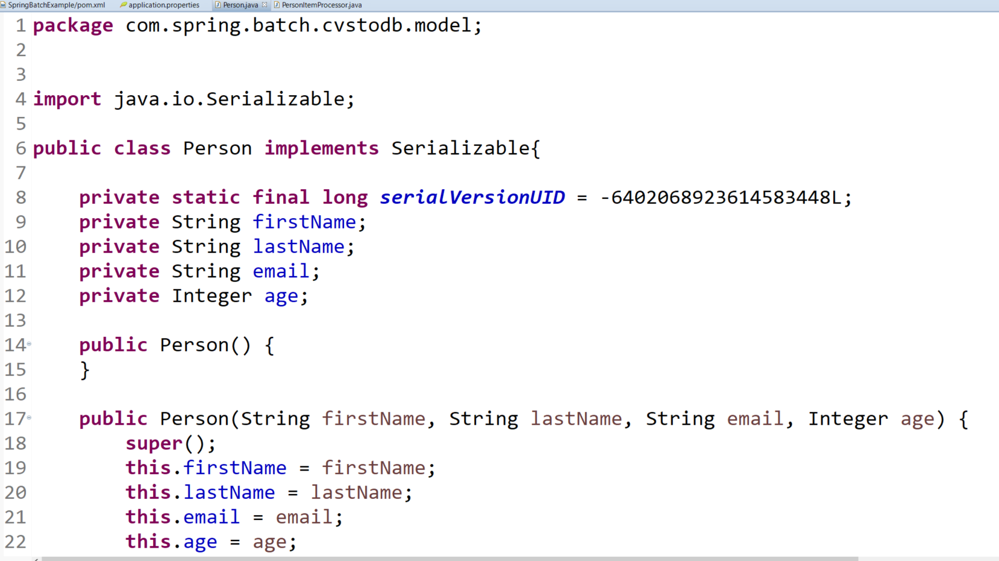 SpringBatchExample/pom.xml application.properties Person.java PersonItemProcessor.java
1 package com.spring.batch.cvstodb.model;
2
3
4 import java.io.Serializable;
5
6 public class Person implements Serializable{
7
8 private static final long serialVersionUID = -6402068923614583448L;
9 private String firstName;
10 private String lastName;
11 private String email;
12 private Integer age;
13
14 public Person() {
15 }
16
17 public Person(String firstName, String lastName, String email, Integer age) {
18 super();
19 this.firstName = firstName;
20 this.lastName = lastName;
21 this.email = email;
22 this.age = age;